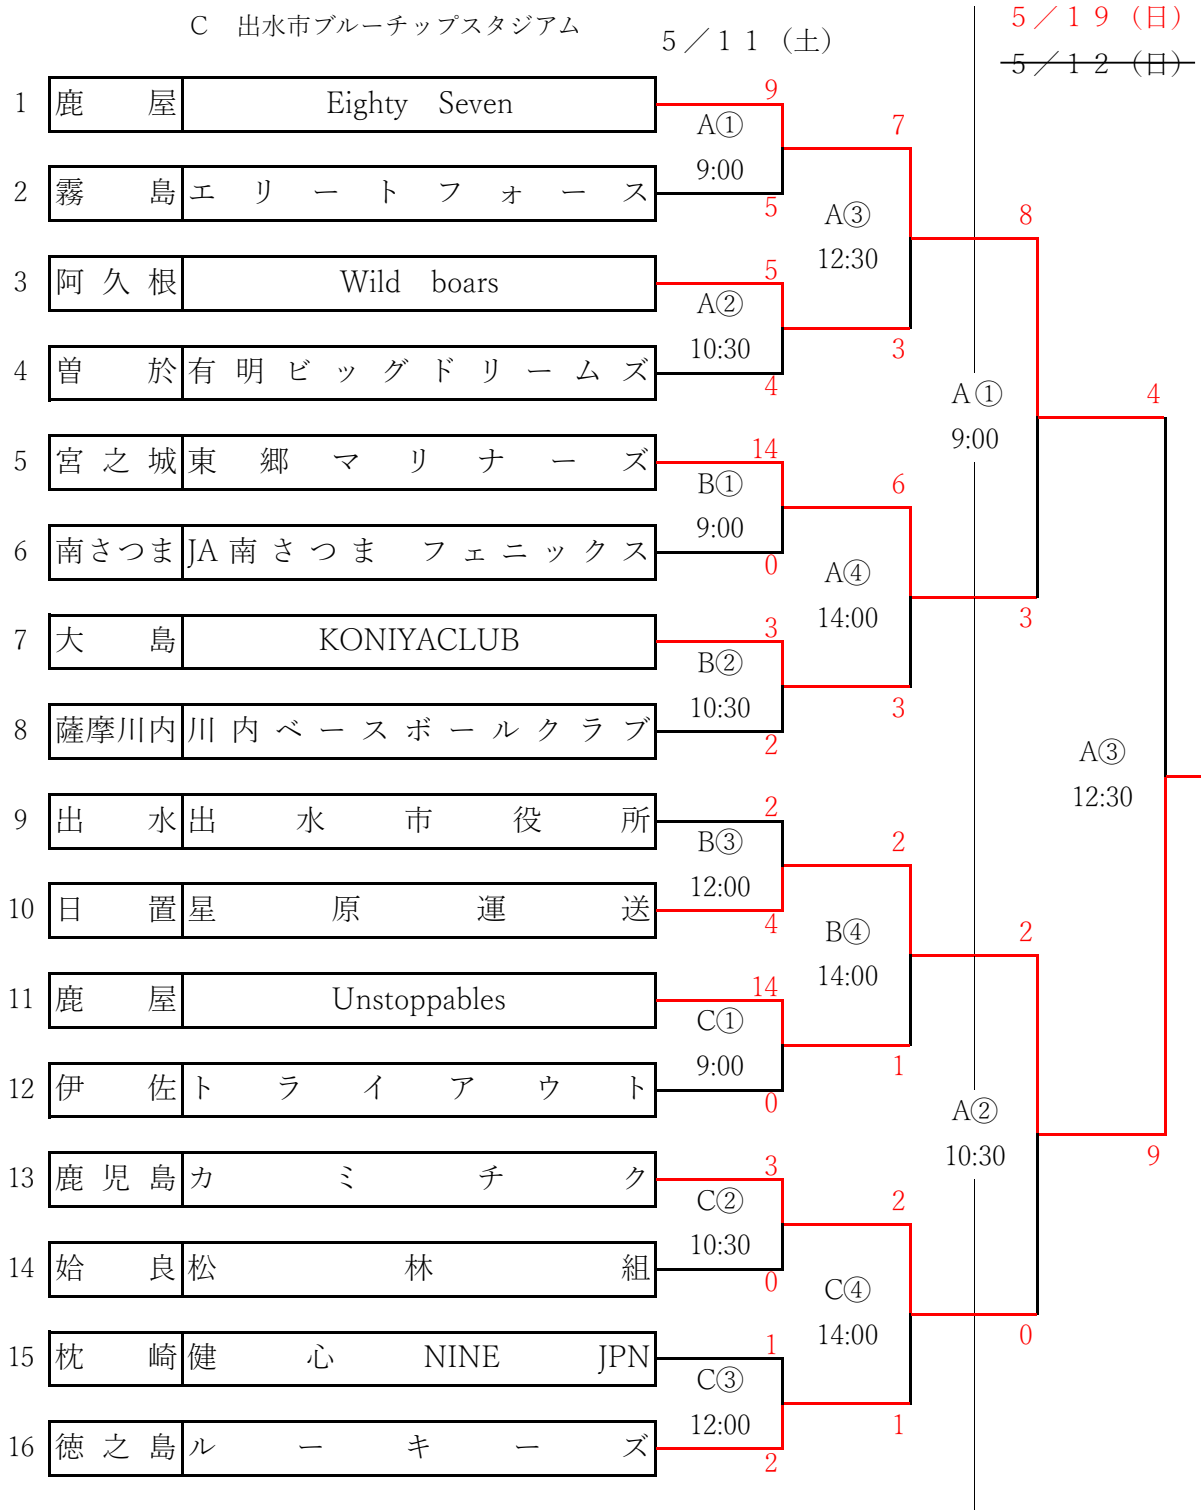 C 出水市ブルーチップスタジアム
5／11（土）
5／19（日）
5／12（日）
1 鹿屋 Eighty Seven 9
A① 7
9:00
2 霧島 エリートフォース 5
A③ 8
12:30
3 阿久根 Wild boars 5
A②
10:30 3
4 曽於 有明ビッグドリームズ 4
A① 4
9:00
5 宮之城 東郷マリナーズ 14
B① 6
9:00
6 南さつま JA南さつま フェニックス 0
A④
14:00 3
7 大島 KONIYACLUB 3
B②
10:30 3
8 薩摩川内 川内ベースボールクラブ 2
A③
12:30
9 出水 出水市役所 2
B③ 2
12:00
10 日置 星原運送 4
B④ 2
14:00
11 鹿屋 Unstoppables 14
C①
9:00 1
12 伊佐 トライアウト 0
A②
10:30 9
13 鹿児島 カミチク 3
C② 2
10:30
14 姶良 松林組 0
C④
14:00 0
15 枕崎 健心NINE JPN 1
C③
12:00 1
16 徳之島 ルーキーズ 2